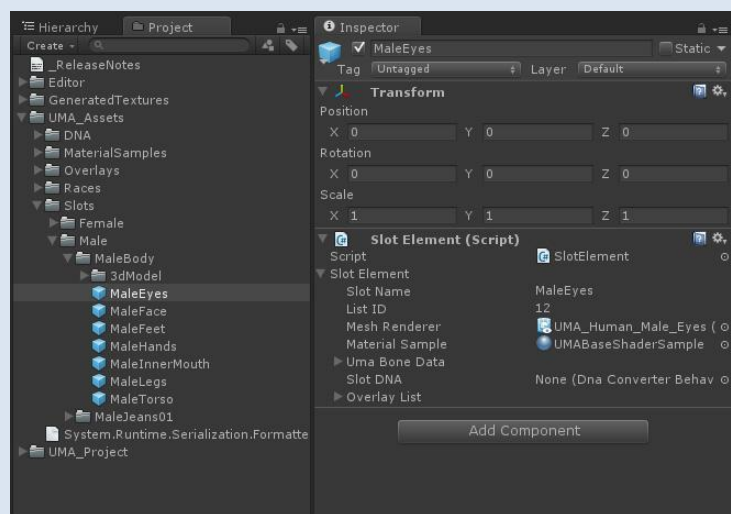 Hierarchy
Project
Create
_ReleaseNotes
Editor
GeneratedTextures
UMA_Assets
DNA
MaterialSamples
Overlays
Races
Slots
Female
Male
MaleBody
3dModel
MaleEyes
MaleFace
MaleFeet
MaleHands
MaleInnerMouth
MaleLegs
MaleTorso
MaleJeans01
System.Runtime.Serialization.Formatte
UMA_Project
Inspector
MaleEyes Static
Tag Untagged Layer Default
Transform
Position
X 0 Y 0 Z 0
Rotation
X 0 Y 0 Z 0
Scale
X 1 Y 1 Z 1
Slot Element (Script)
Script SlotElement
Slot Element
Slot Name MaleEyes
List ID 12
Mesh Renderer UMA_Human_Male_Eyes (
Material Sample UMABaseShaderSample
Uma Bone Data
Slot DNA None (Dna Converter Behav
Overlay List
Add Component